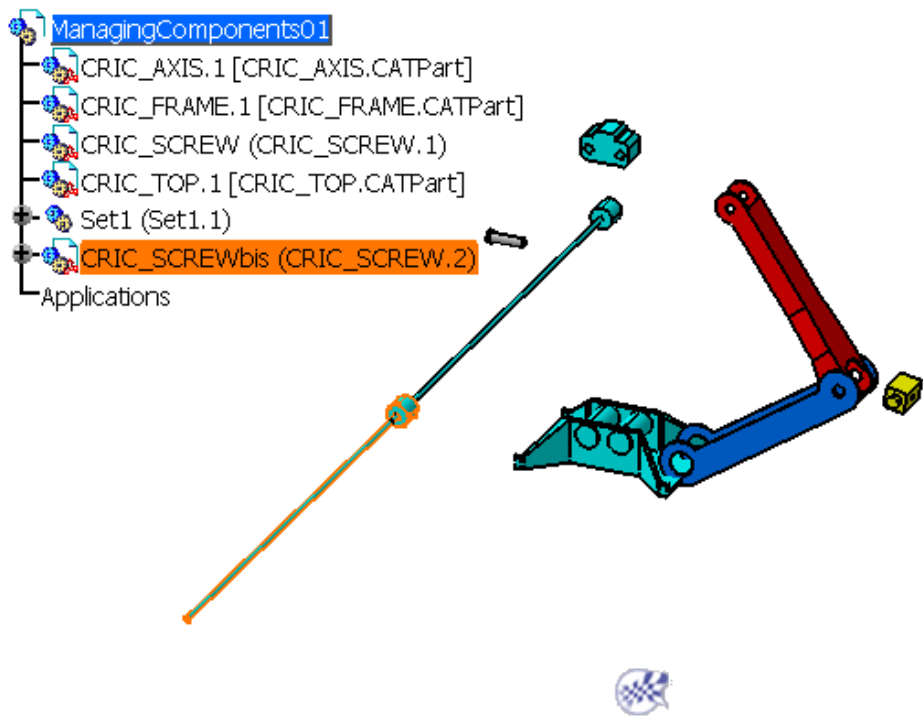 ManagingComponents01
CRIC_AXIS.1 [CRIC_AXIS.CATPart]
CRIC_FRAME.1 [CRIC_FRAME.CATPart]
CRIC_SCREW (CRIC_SCREW.1)
CRIC_TOP.1 [CRIC_TOP.CATPart]
Set1 (Set1.1)
CRIC_SCREWbis (CRIC_SCREW.2)
Applications